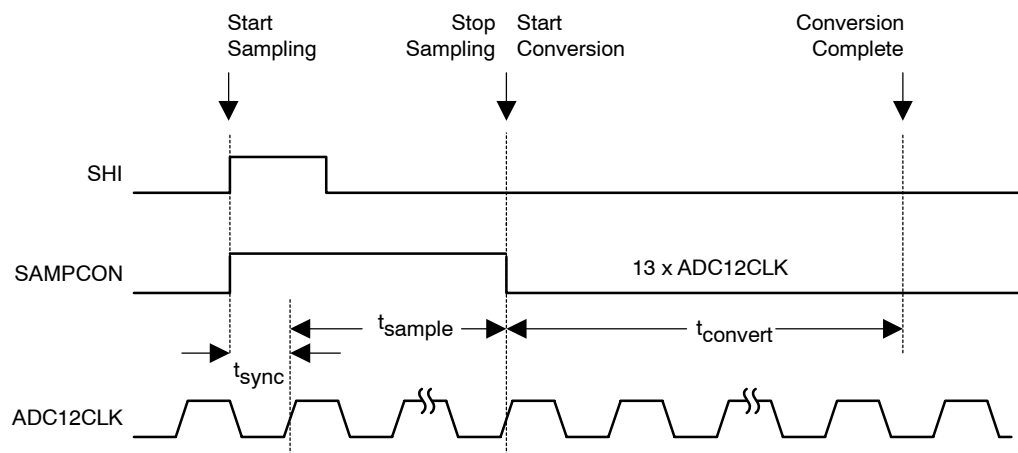 Start
Sampling
Stop
Sampling
Start
Conversion
Conversion
Complete
SHI
SAMPCON
13 x ADC12CLK
tsample
tconvert
tsync
ADC12CLK